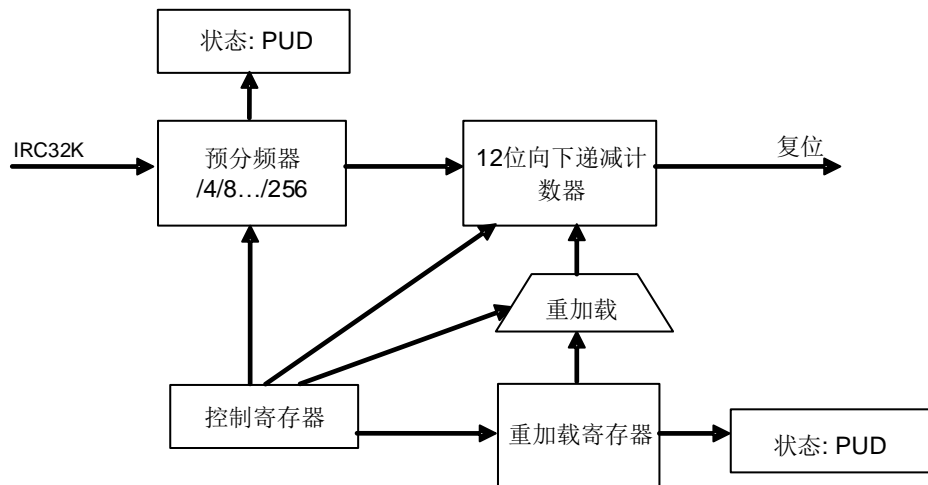 状态: PUD
IRC32K
预分频器
/4/8…/256
12位向下递减计
数器
复位
重加载
控制寄存器
重加载寄存器
状态: PUD